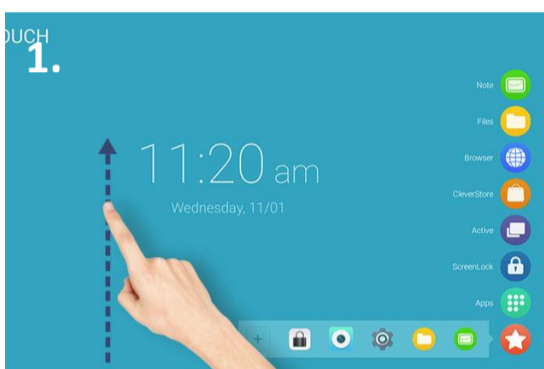 OUCH
1.
11:20 am
Wednesday, 11/01
Note
Files
Browser
CleverStore
Active
ScreenLock
Apps
+